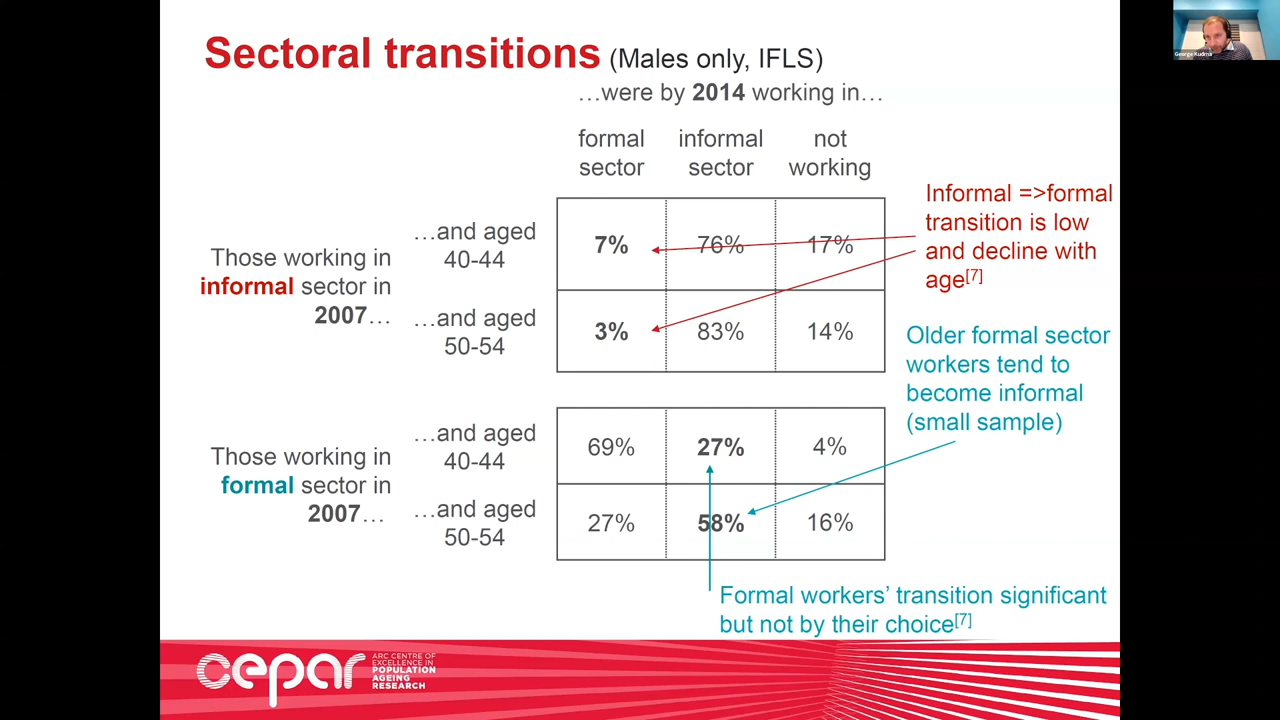 Sectoral transitions (Males only, IFLS)
…were by 2014 working in…
formal sector
informal sector
not working
Those working in
informal sector in
2007…
…and aged
40-44
7%
76%
17%
…and aged
50-54
3%
83%
14%
Those working in
formal sector in
2007…
…and aged
40-44
69%
27%
4%
…and aged
50-54
27%
58%
16%
Informal =>formal
transition is low
and decline with
age[7]
Older formal sector
workers tend to
become informal
(small sample)
Formal workers’ transition significant
but not by their choice[7]
cepar
ARC CENTRE OF
EXCELLENCE IN
POPULATION
AGEING
RESEARCH
George Kudrna